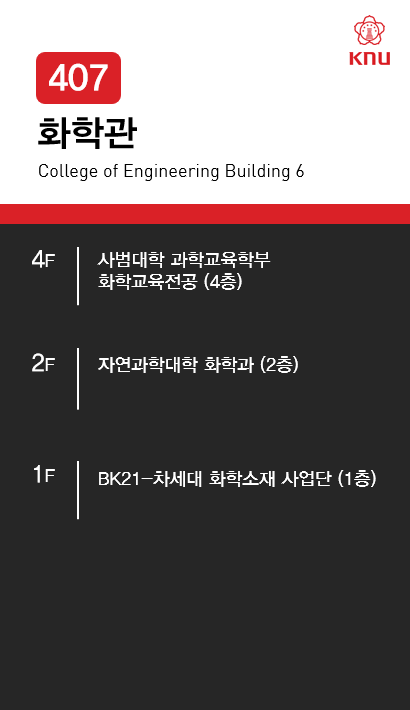 KNU
407
화학관
College of Engineering Building 6
4F
사범대학 과학교육학부
화학교육전공 (4층)
2F
자연과학대학 화학과 (2층)
1F
BK21-차세대 화학소재 사업단 (1층)